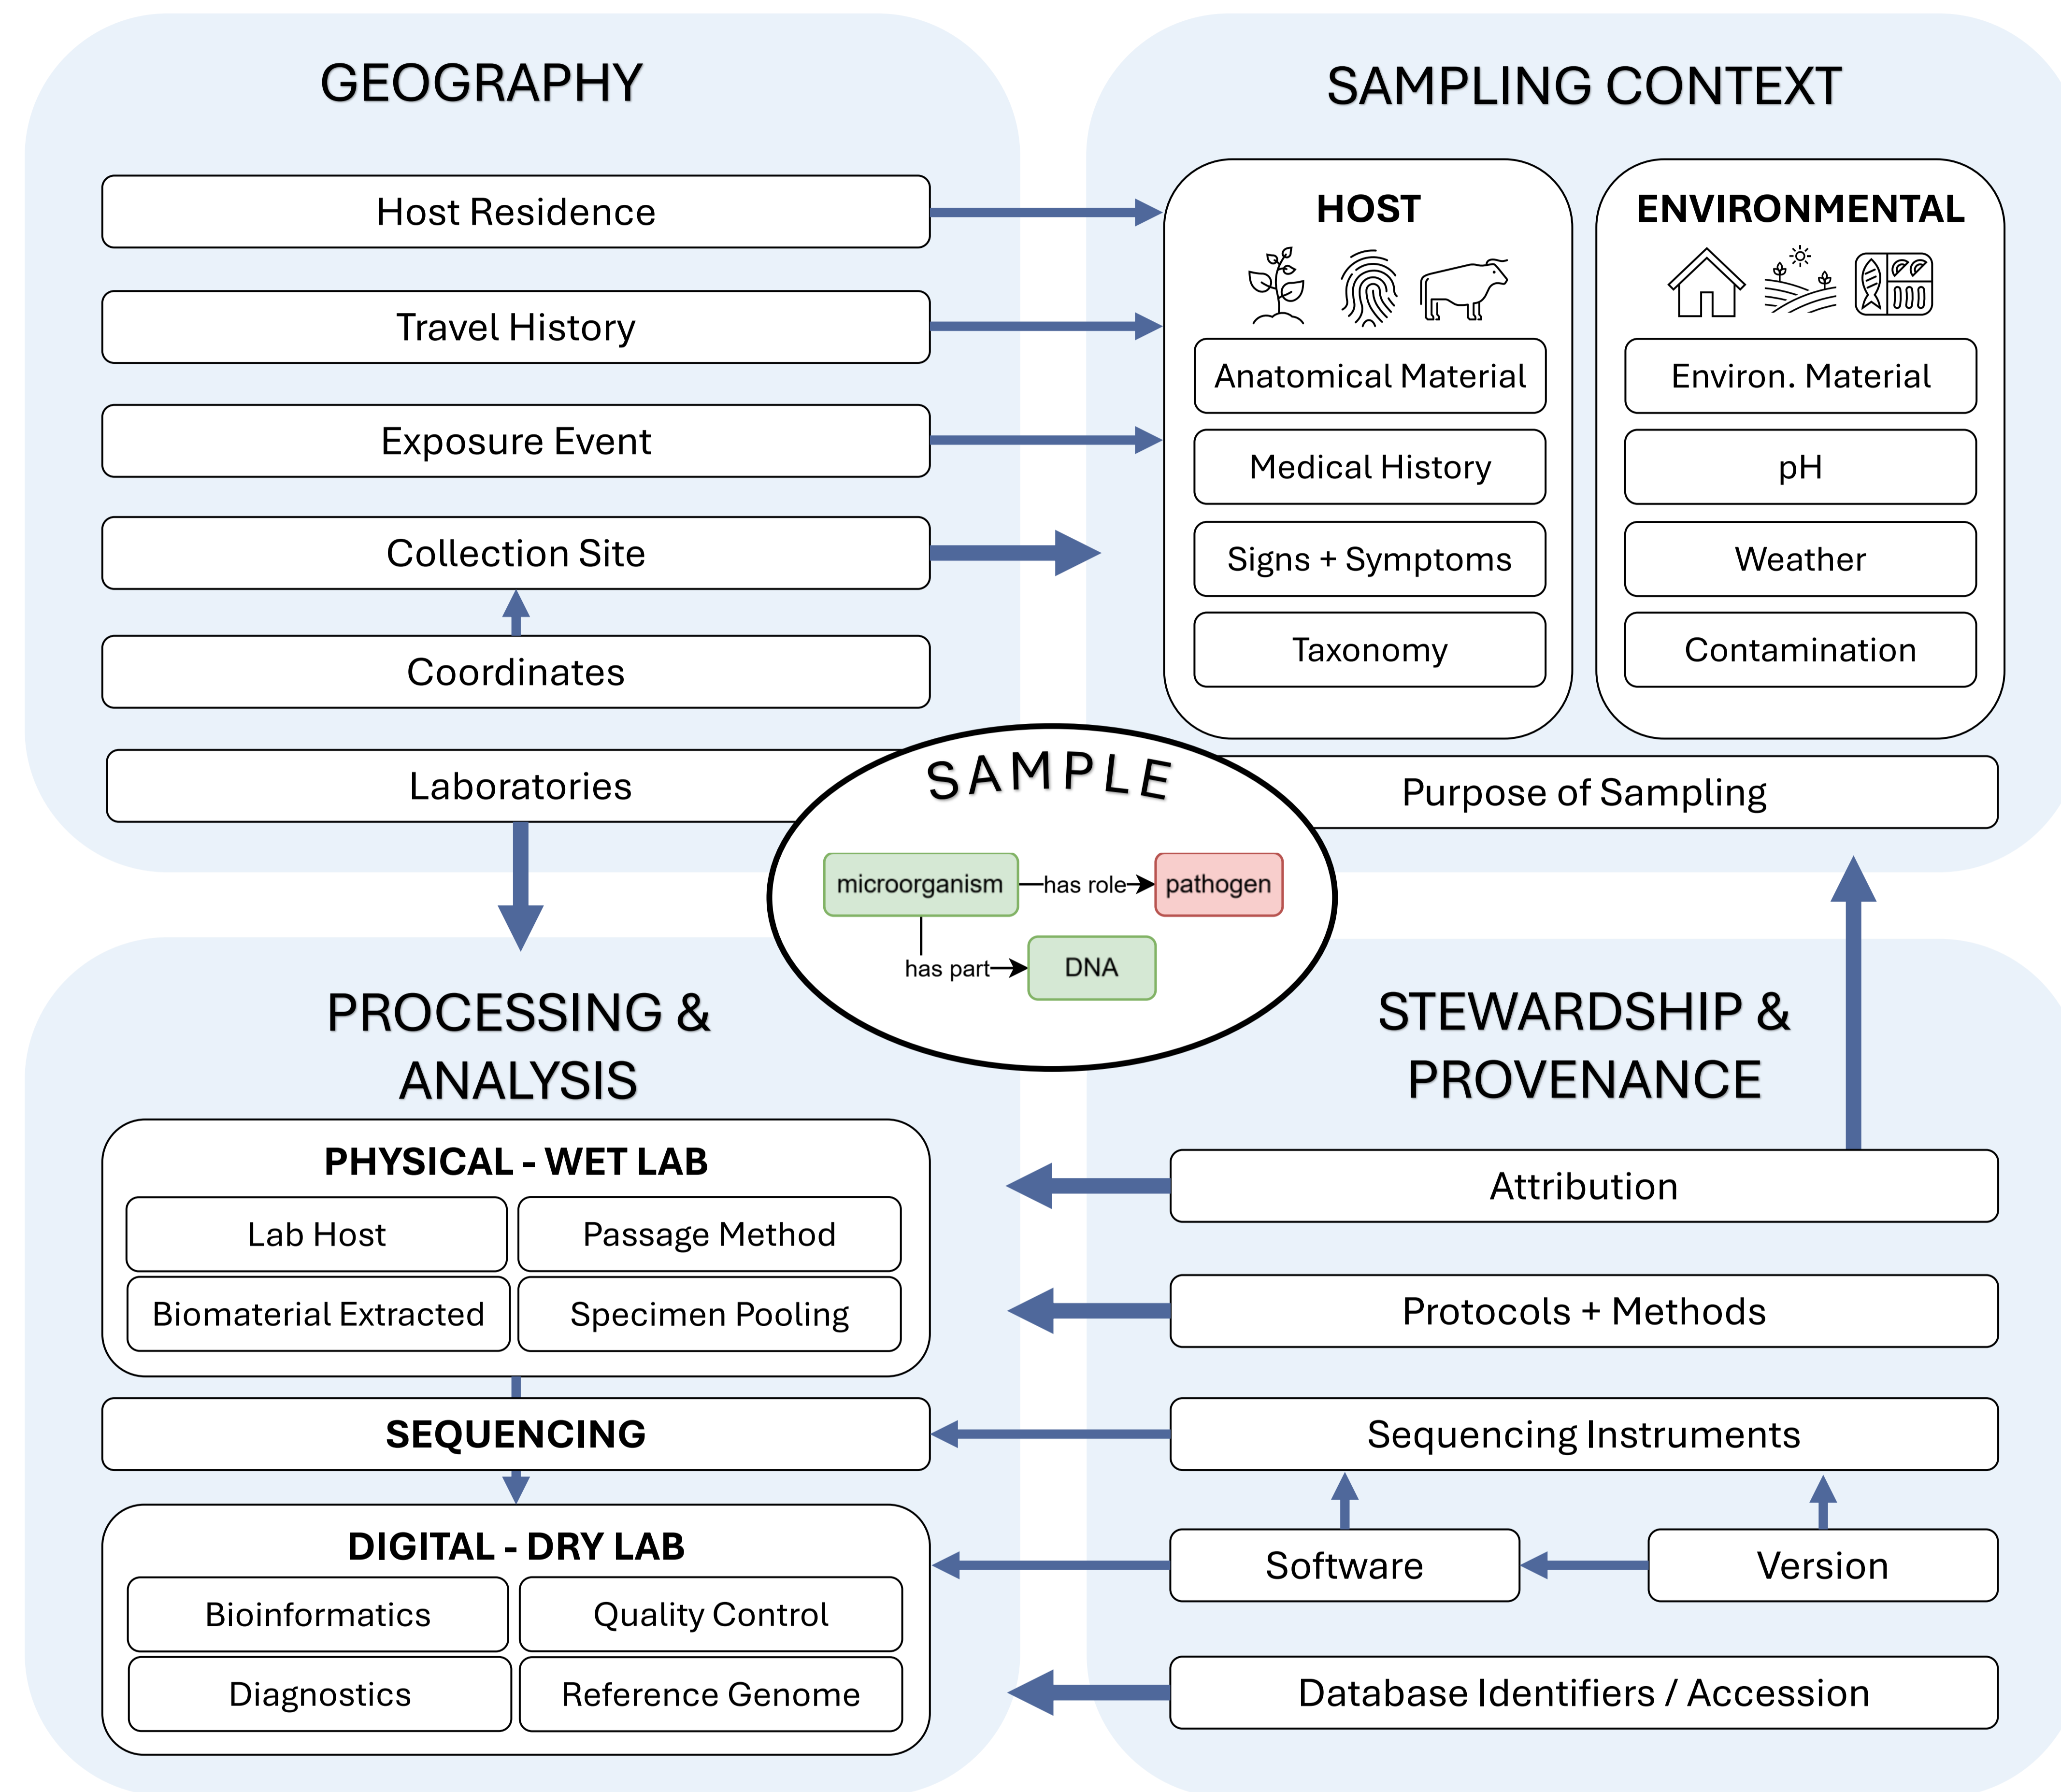 GEOGRAPHY
Host Residence
Travel History
Exposure Event
Collection Site
Coordinates
Laboratories
SAMPLING CONTEXT
HOST
Anatomical Material
Medical History
Signs + Symptoms
Taxonomy
ENVIRONMENTAL
Environ. Material
pH
Weather
Contamination
Purpose of Sampling
SAMPLE
microorganism
has role
pathogen
has part
DNA
PROCESSING &
ANALYSIS
PHYSICAL - WET LAB
Lab Host
Passage Method
Biomaterial Extracted
Specimen Pooling
SEQUENCING
DIGITAL - DRY LAB
Bioinformatics
Quality Control
Diagnostics
Reference Genome
STEWARDSHIP &
PROVENANCE
Attribution
Protocols + Methods
Sequencing Instruments
Software
Version
Database Identifiers / Accession